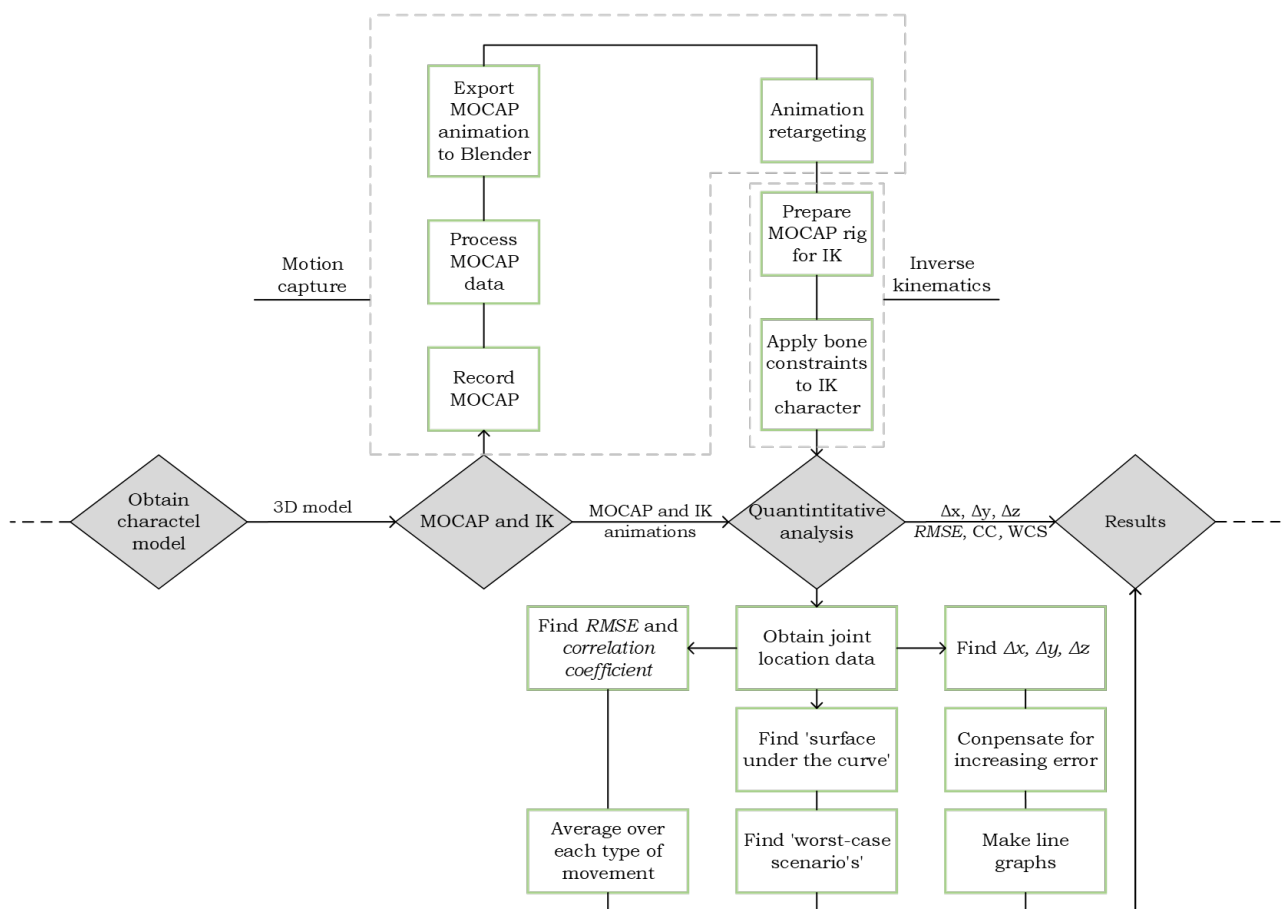 Export
MOCAP
animation
to Blender
Animation
retargeting
Process
MOCAP
data
Prepare
MOCAP rig
for IK
Motion
capture
Inverse
kinematics
Record
MOCAP
Apply bone
constraints
to IK
character
Obtain
charactel
model
3D model
MOCAP and IK
MOCAP and IK
animations
Quantintitative
analysis
Δx, Δy, Δz
RMSE, CC, WCS
Results
Find RMSE and
correlation
coefficient
Obtain joint
location data
Find Δx, Δy, Δz
Find 'surface
under the curve'
Conpensate for
increasing error
Average over
each type of
movement
Find 'worst-case
scenario's'
Make line
graphs